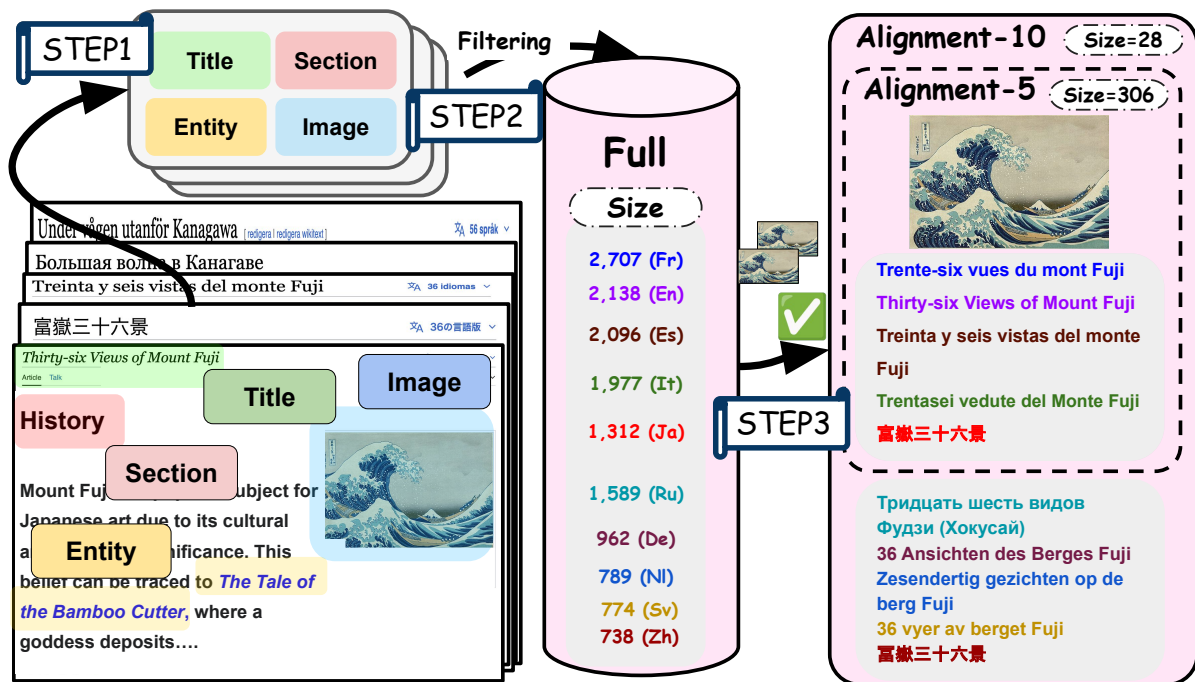 STEP1
Title
Section
Entity
Image
Filtering
STEP2
Under vågen utanför Kanagawa [ redigera | redigera wikitext ]
56 språk
Большая волна в Канагаве
Treinta y seis vistas del monte Fuji
36 idiomas
富嶽三十六景
36の言語版
Thirty-six Views of Mount Fuji
Article Talk
Title
Image
History
Section
Mount subject for
Japanese art due to its cultural
Entity
This
belief can be traced to The Tale of
the Bamboo Cutter, where a
goddess deposits….
Full
Size
2,707 (Fr)
2,138 (En)
2,096 (Es)
1,977 (It)
1,312 (Ja)
1,589 (Ru)
962 (De)
789 (Nl)
774 (Sv)
738 (Zh)
STEP3
Alignment-10
Size=28
Alignment-5
Size=306
Trente-six vues du mont Fuji
Thirty-six Views of Mount Fuji
Treinta y seis vistas del monte
Fuji
Trentasei vedute del Monte Fuji
富嶽三十六景
Тридцать шесть видов
Фудзи (Хокусай)
36 Ansichten des Berges Fuji
Zesendertig gezichten op de
berg Fuji
36 vyer av berget Fuji
冨嶽三十六景